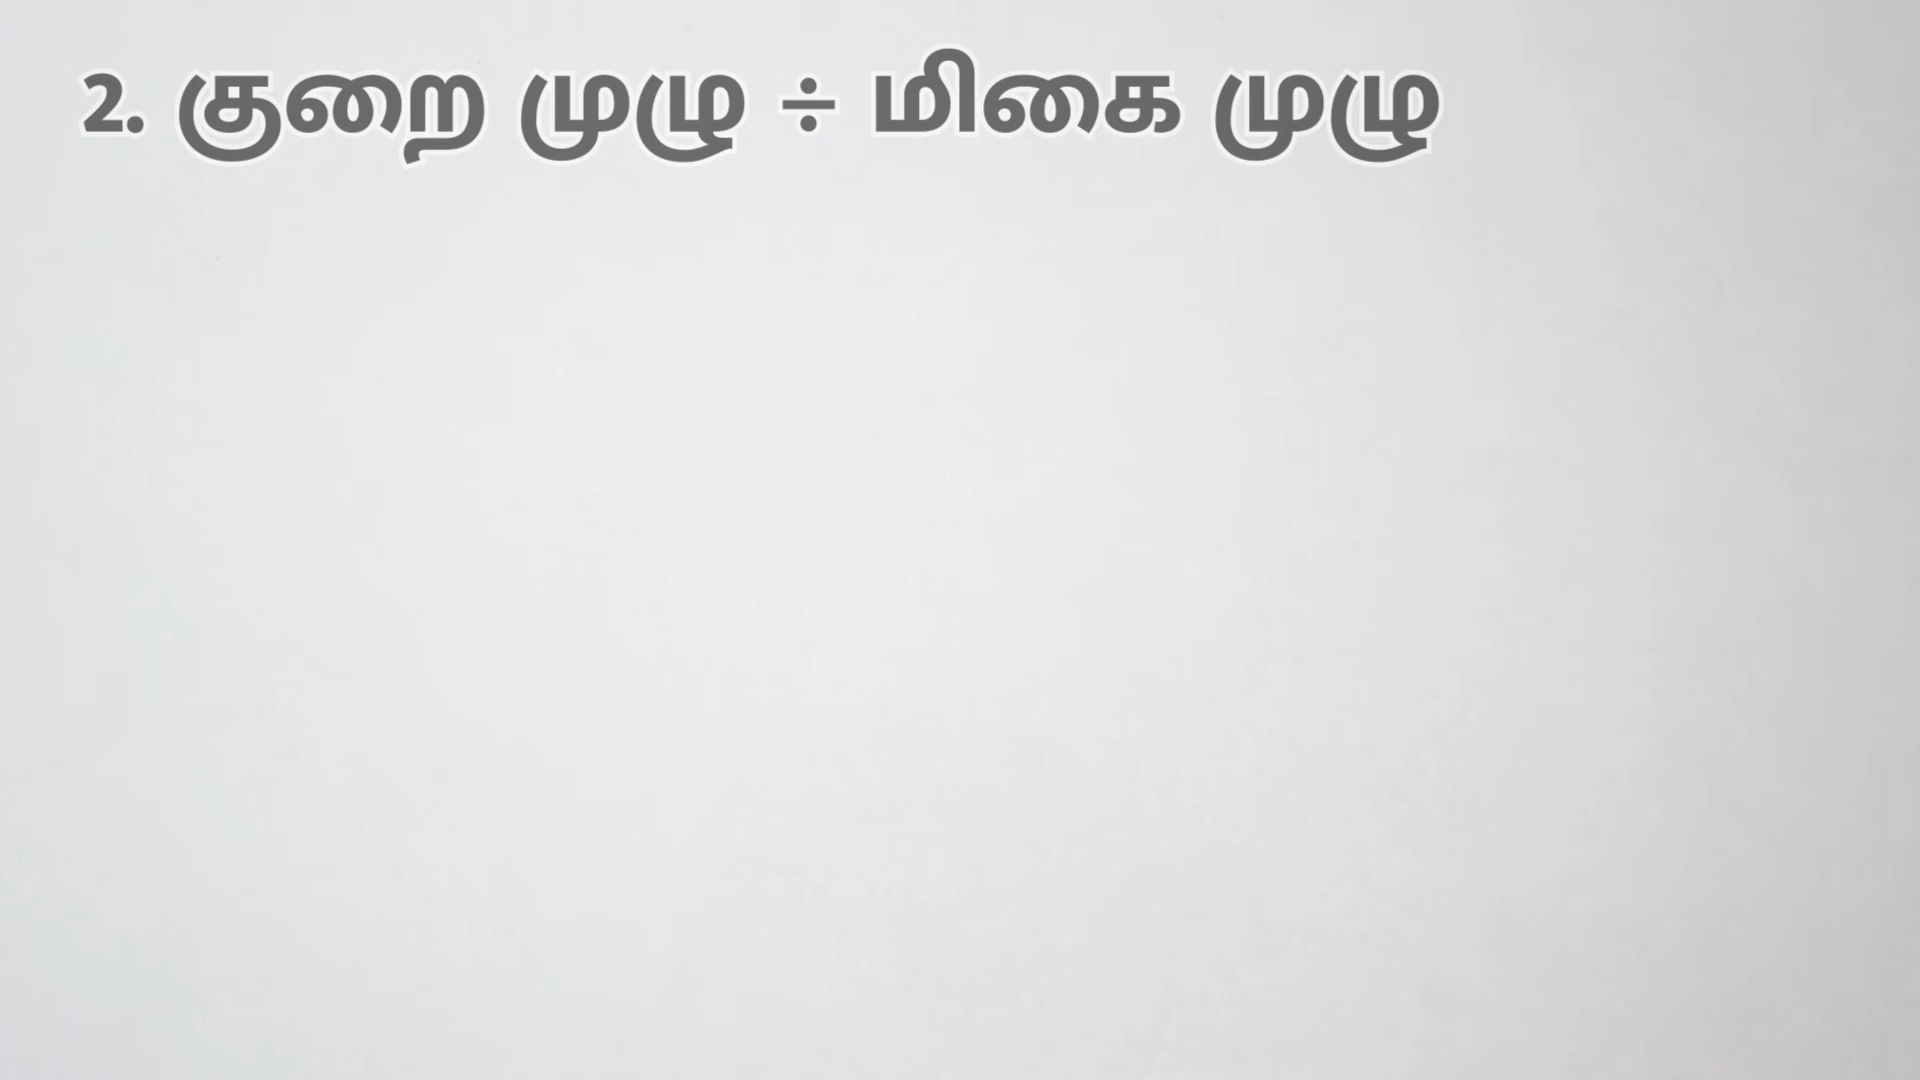 2. குறை முழு ÷ மிகை முழு